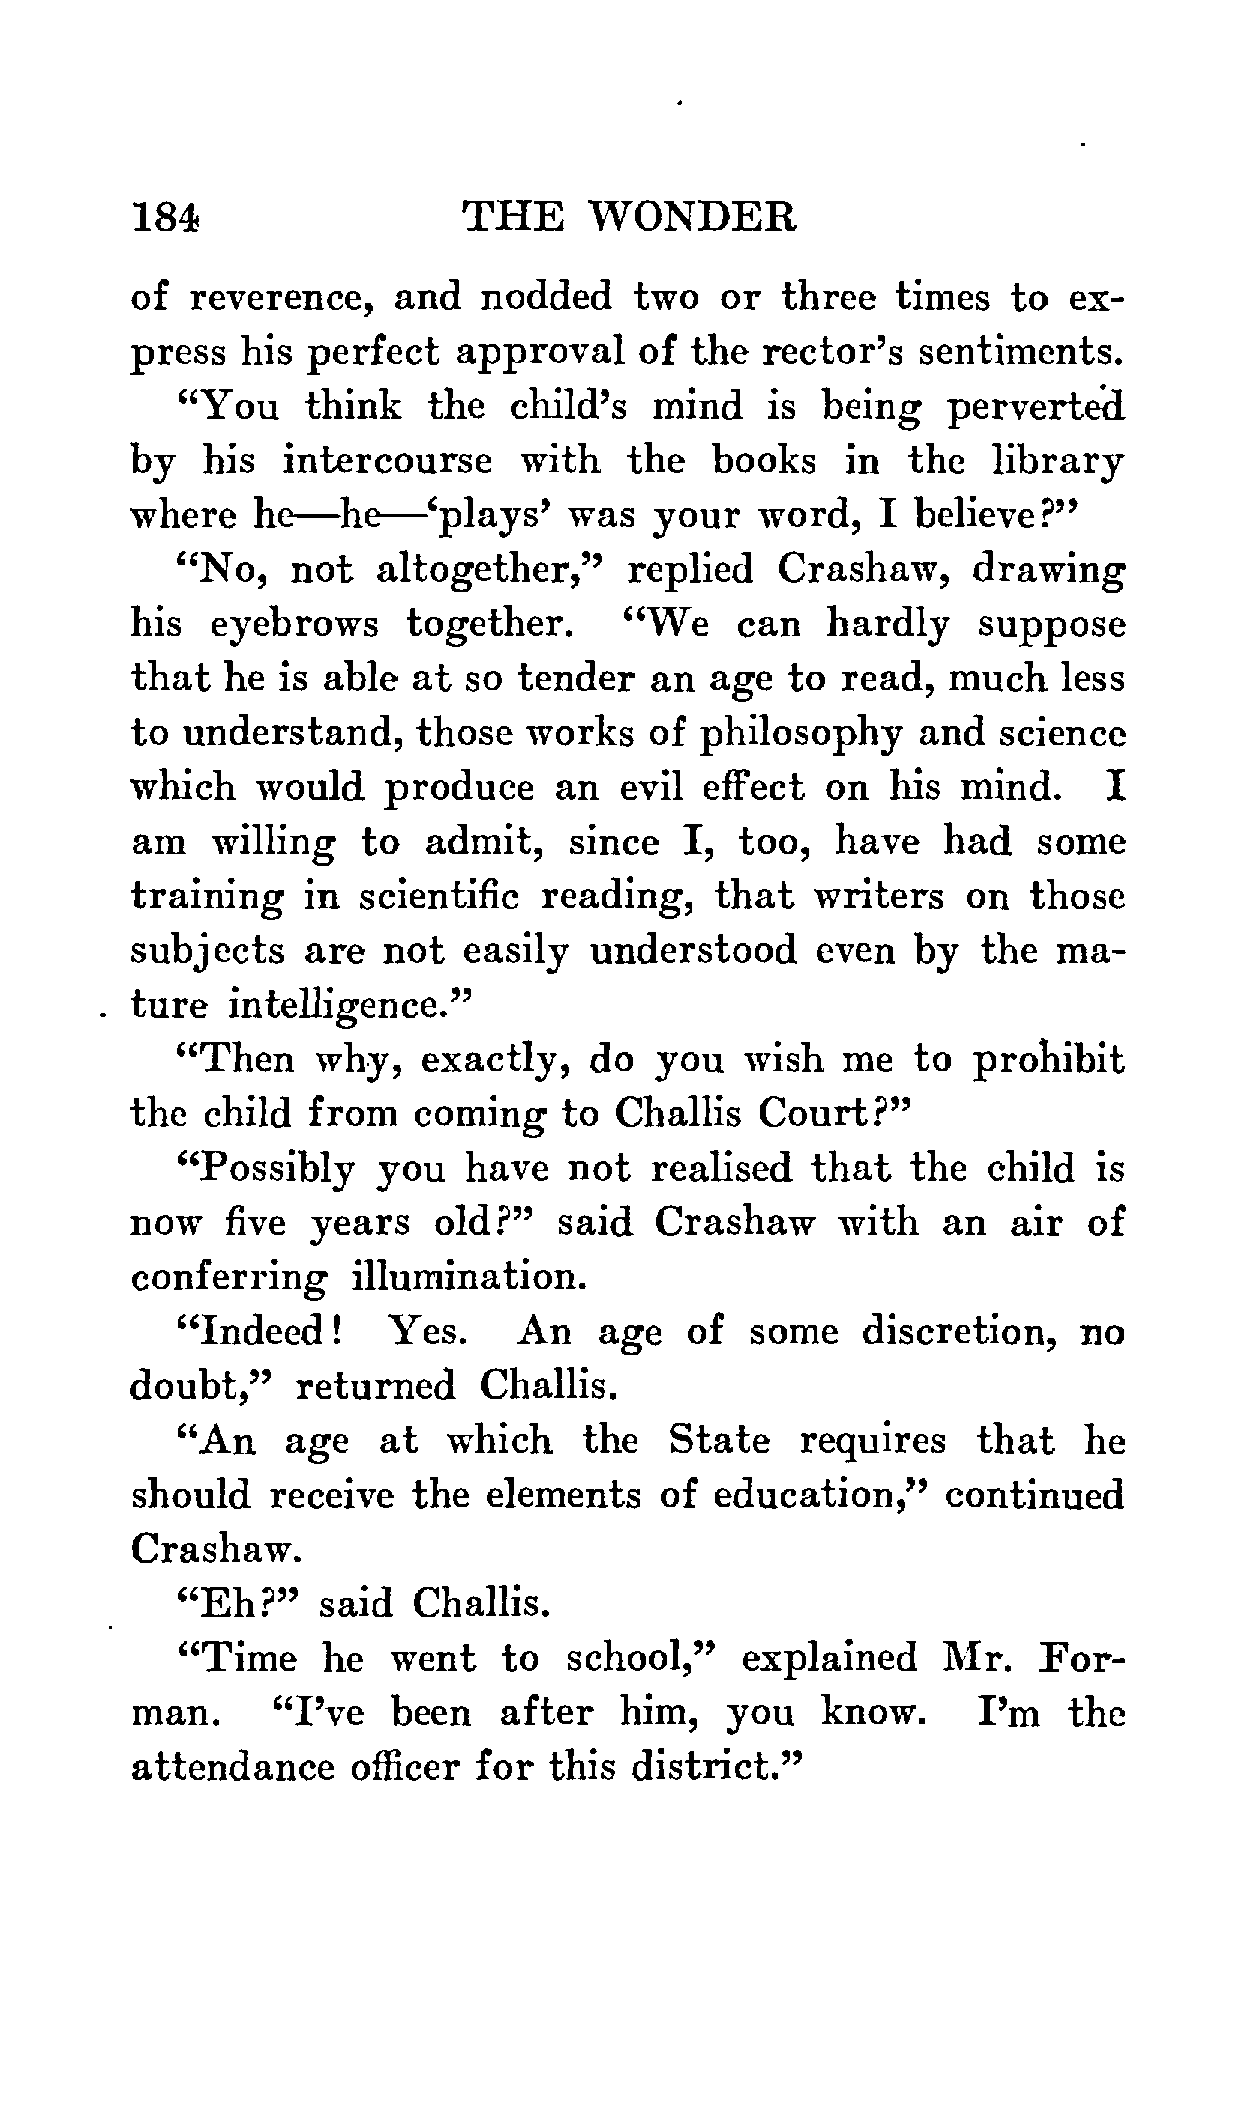 184 THE WONDER
of reverence, and nodded two or three times to ex-
press his perfect approval of the rector's sentiments.
"You think the child's mind is being perverted
by his intercourse with the books in the library
where he—he—'plays' was your word, I believe?"
"No, not altogether," replied Crashaw, drawing
his eyebrows together. "We can hardly suppose
that he is able at so tender an age to read, much less
to understand, those works of philosophy and science
which would produce an evil effect on his mind. I
am willing to admit, since I, too, have had some
training in scientific reading, that writers on those
subjects are not easily understood even by the ma-
ture intelligence."
"Then why, exactly, do you wish me to prohibit
the child from coming to Challis Court?"
"Possibly you have not realised that the child is
now five years old?" said Crashaw with an air of
conferring illumination.
"Indeed! Yes. An age of some discretion, no
doubt," returned Challis.
"An age at which the State requires that he
should receive the elements of education," continued
Crashaw.
"Eh?" said Challis.
"Time he went to school," explained Mr. For-
man. "I've been after him, you know. I'm the
attendance officer for this district."